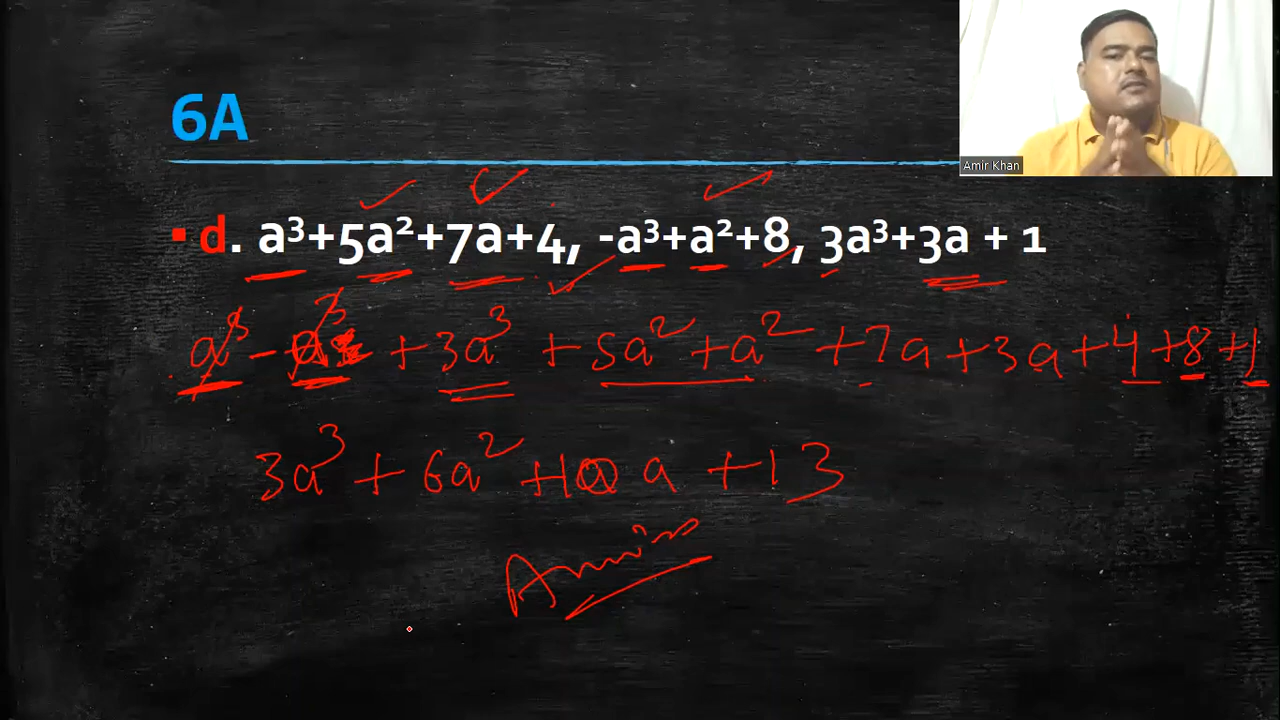 6A
Amir Khan
d. a³+5a²+7a+4, -a³+a²+8, 3a³+3a + 1
a³ - a³ + 3a³ + 5a² + a² + 7a + 3a + 4 + 8 + 1
3a³ + 6a² + 10 a + 13